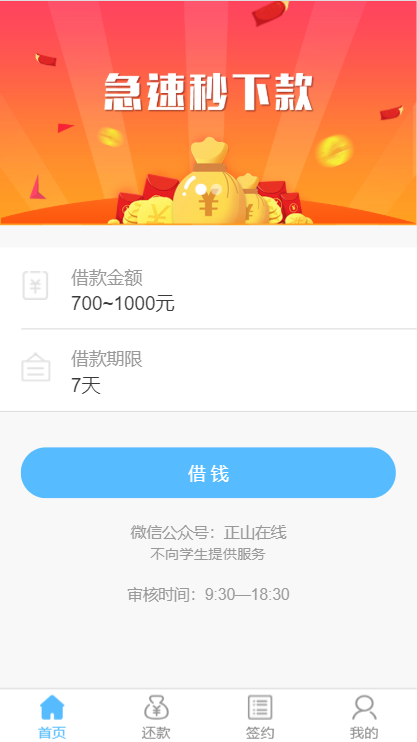 急速秒下款
借款金额
700~1000元
借款期限
7天
借钱
微信公众号：正山在线
不向学生提供服务
审核时间：9:30—18:30
首页
还款
签约
我的